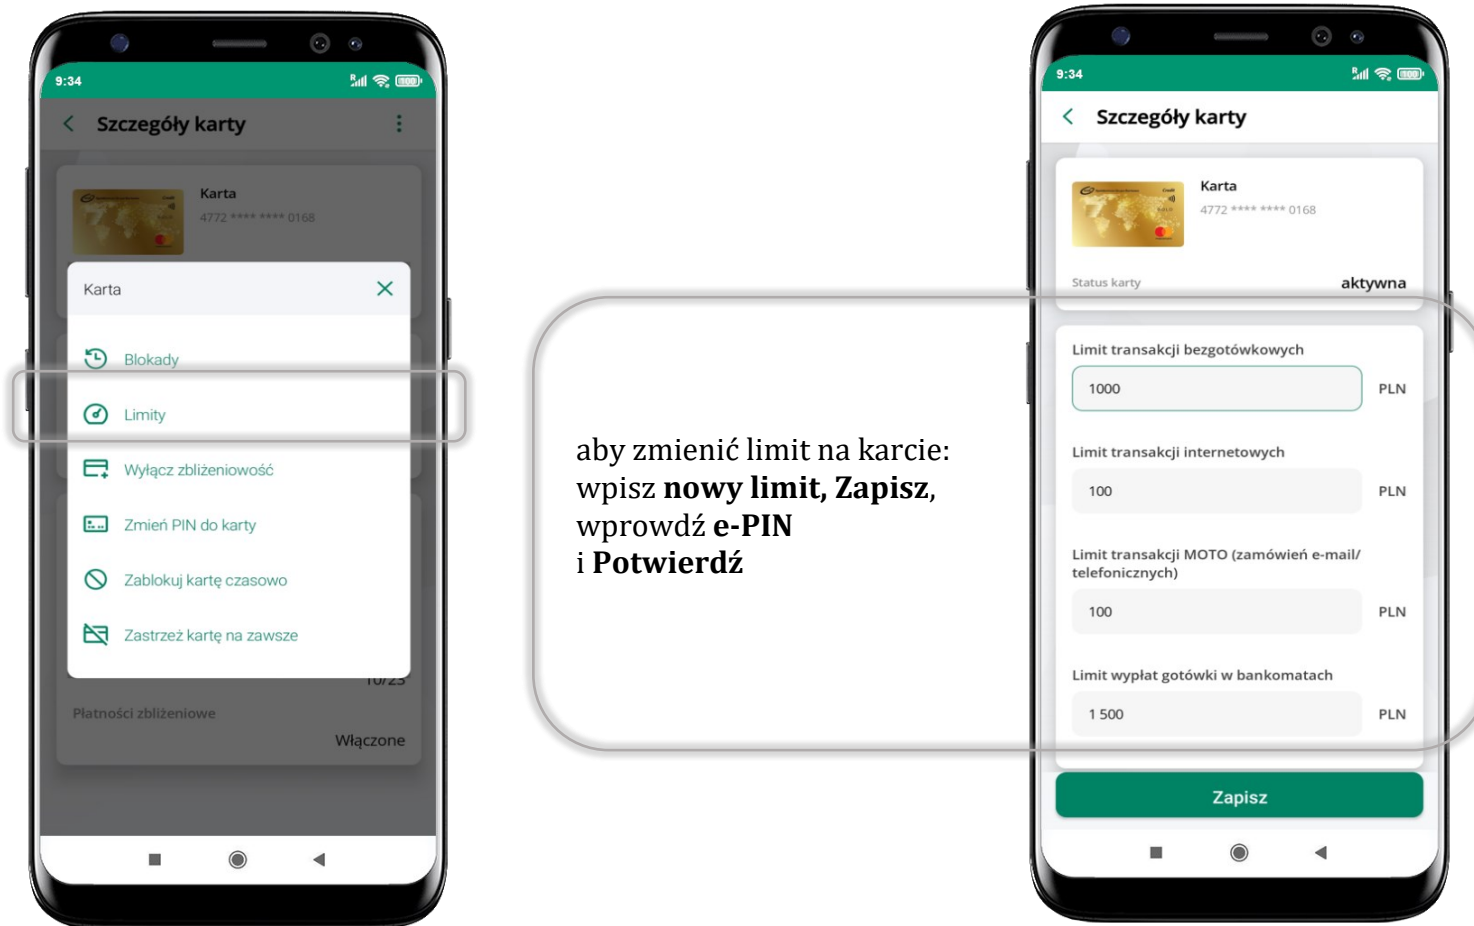 9:34
Szczegóły karty
Karta
4772 **** **** 0168
Karta
Blokady
Limity
Wyłącz zbliżeniowość
Zmień PIN do karty
Zablokuj kartę czasowo
Zastrzeż kartę na zawsze
10/23
Płatności zbliżeniowe
Włączone
aby zmienić limit na karcie:
wpisz nowy limit, Zapisz,
wprowdź e-PIN
i Potwierdź
9:34
100
Szczegóły karty
Karta
4772 **** **** 0168
Status karty aktywna
Limit transakcji bezgotówkowych
1000 PLN
Limit transakcji internetowych
100 PLN
Limit transakcji MOTO (zamówień e-mail/
telefonicznych)
100 PLN
Limit wypłat gotówki w bankomatach
1 500 PLN
Zapisz